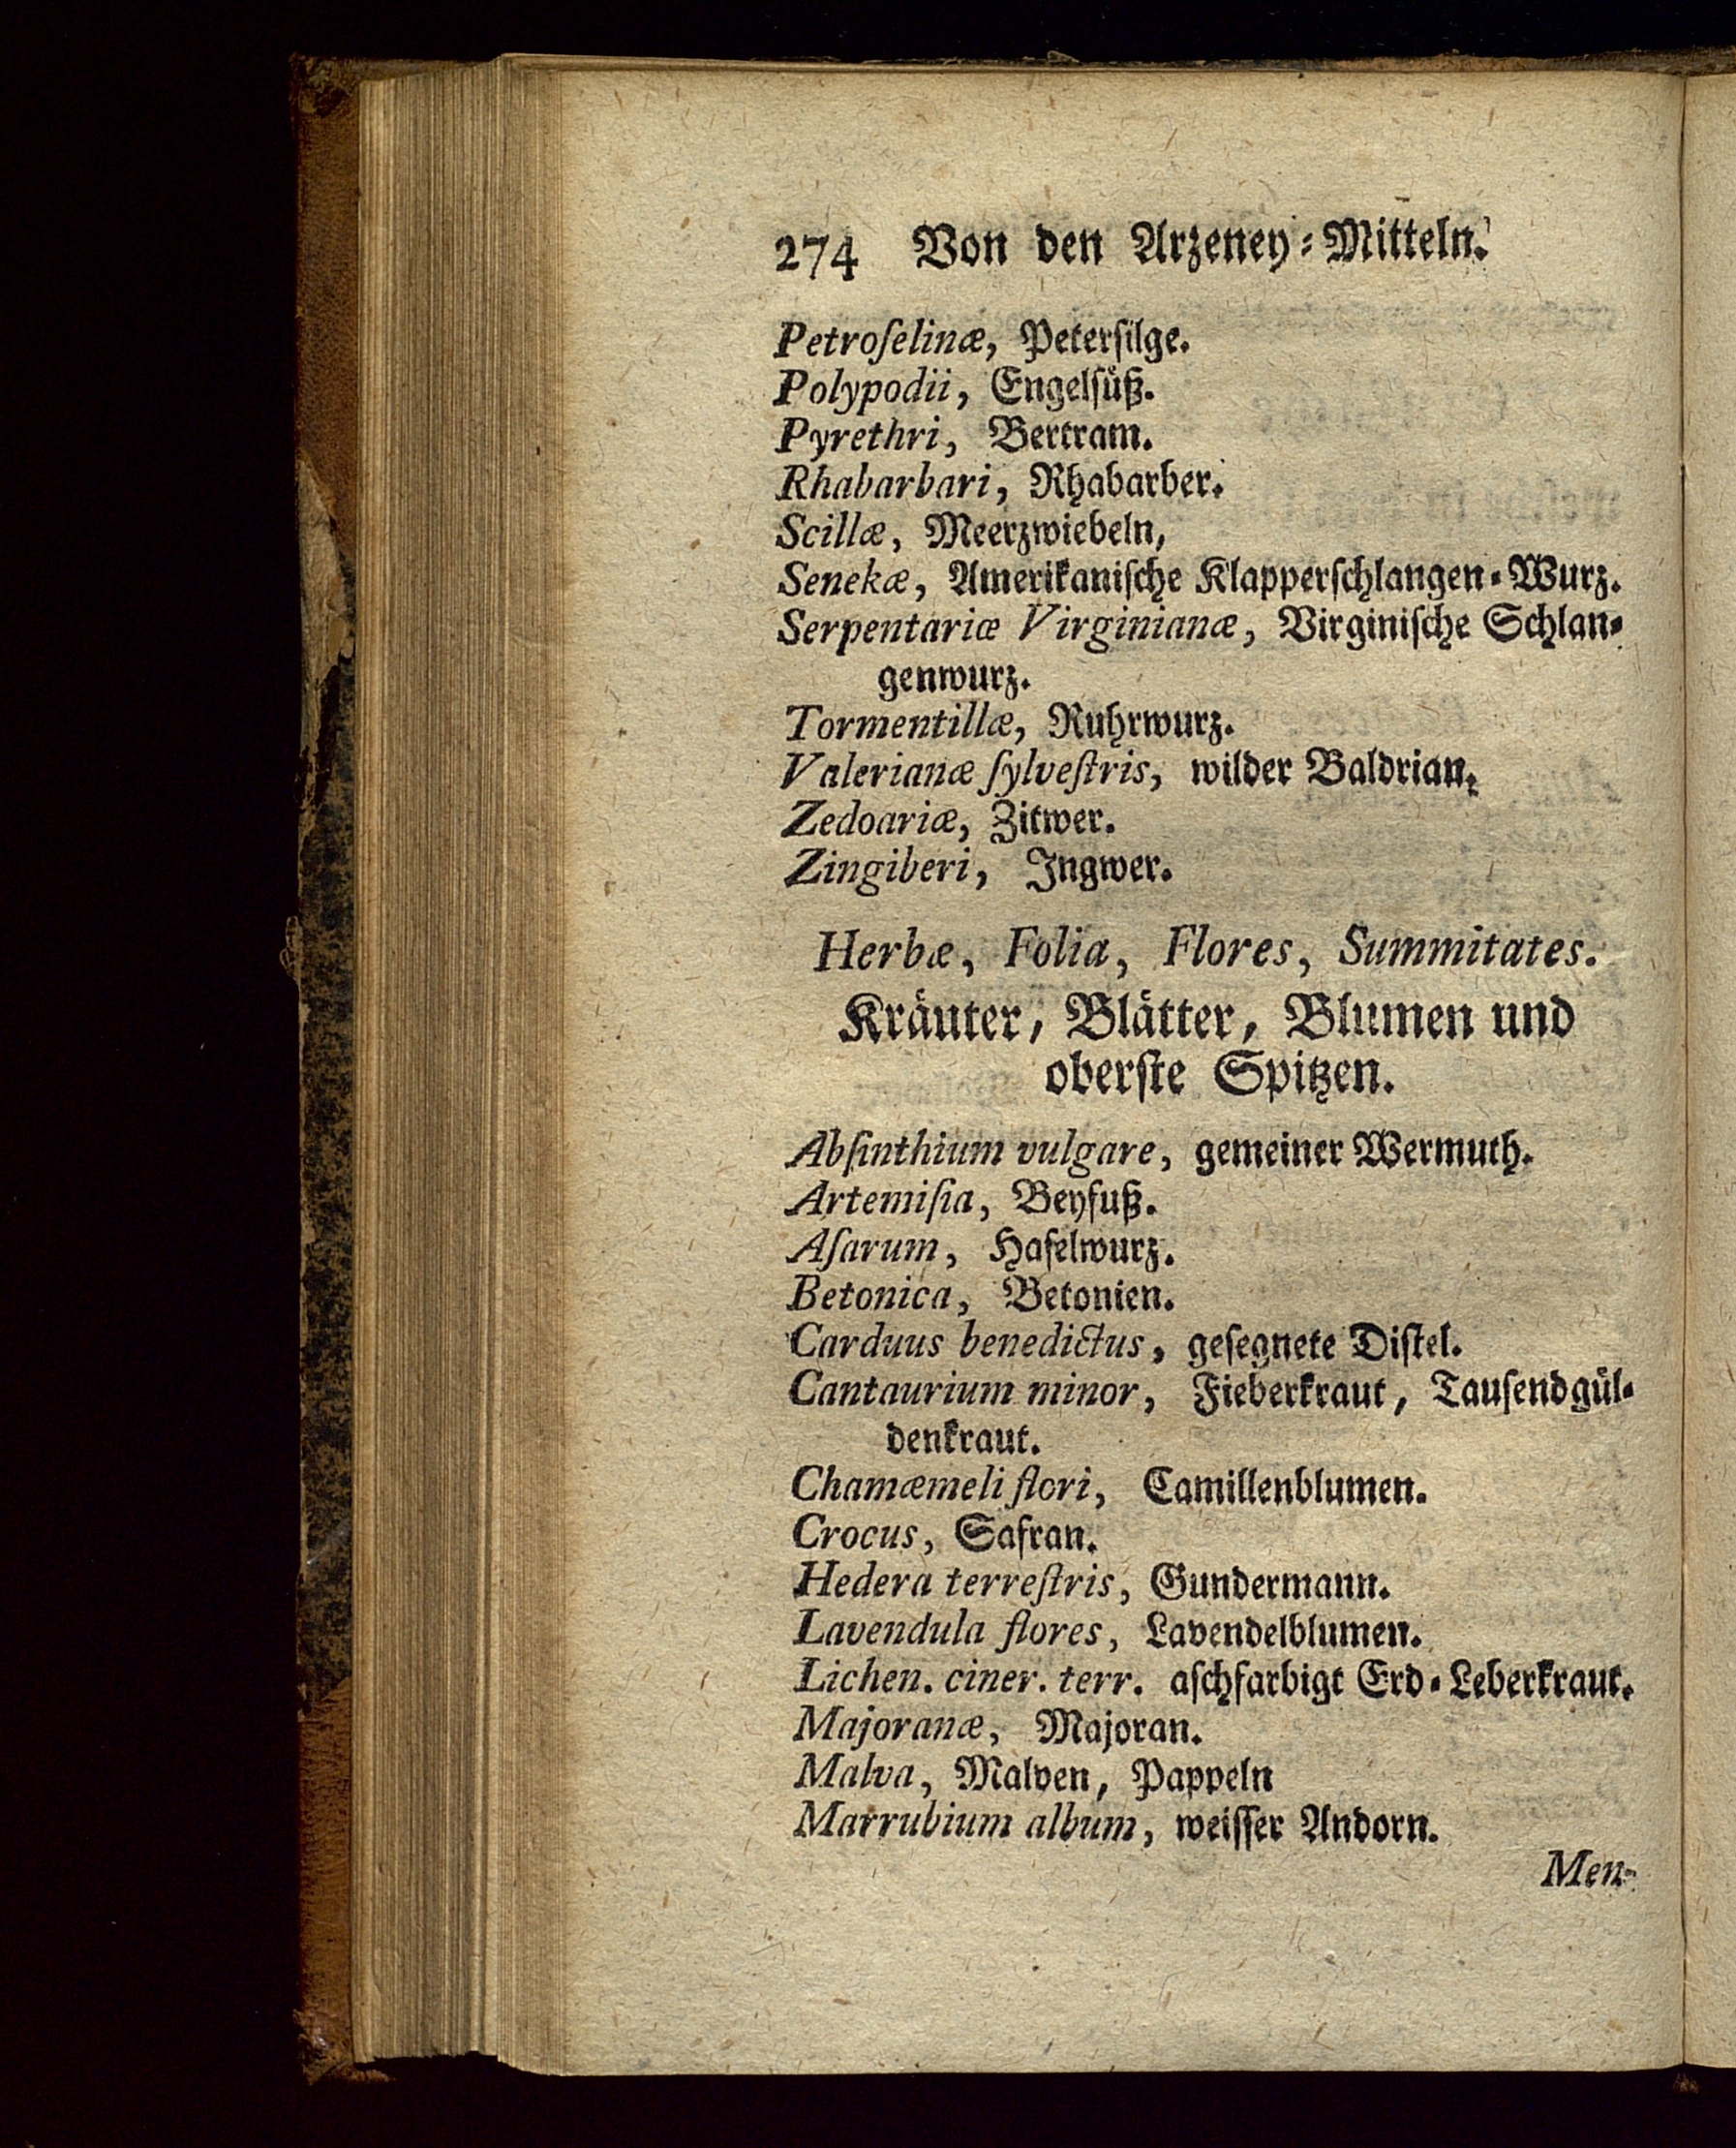 274 Von den Arzeney-Mitteln.
Petroſelinæ, Peterſilge.
Polypodii, Engelſüß.
Pyrethri, Bertram.
Rhabarbari, Rhabarber.
Scillæ, Meerzwiebeln,
Senekæ, Amerikaniſche Klapperſchlangen-Wurz.
Serpentariæ Virginianæ, Virginiſche Schlan-
genwurz.
Tormentillæ, Ruhrwurz.
Valerianæ ſylveſtris, wilder Baldrian.
Zedoariæ, Zitwer.
Zingiberi, Ingwer.
Herbæ, Folia, Flores, Summitates.
Kräuter, Blätter, Blumen und
oberſte Spitzen.
Abſinthium vulgare, gemeiner Wermuth.
Artemiſia, Beyfuß.
Aſarum, Haſelwurz.
Betonica, Betonien.
Carduus benedictus, geſegnete Diſtel.
Cantaurium minor, Fieberkraut, Tauſendgül-
denkraut.
Chamæmeli flori, Camillenblumen.
Crocus, Safran.
Hedera terreſtris, Gundermann.
Lavendula flores, Lavendelblumen.
Lichen. ciner. terr. aſchfarbigt Erd-Leberkraut.
Majoranæ, Majoran.
Malva, Malven, Pappeln
Marrubium album, weiſſer Andorn.
Men-